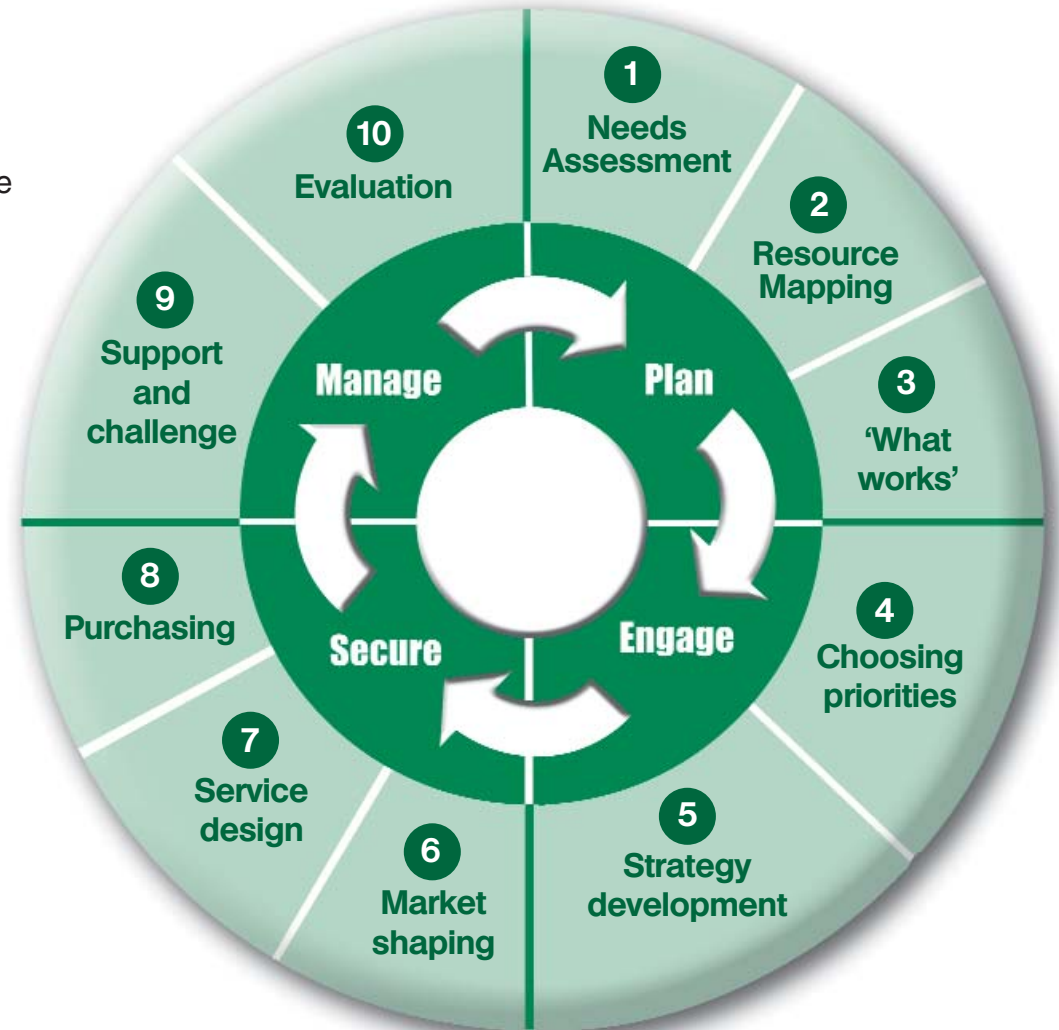 e
1
Needs
Assessment
2
Resource
Mapping
3
‘What
works’
4
Choosing
priorities
5
Strategy
development
6
Market
shaping
7
Service
design
8
Purchasing
9
Support
and
challenge
10
Evaluation
Plan
Engage
Secure
Manage